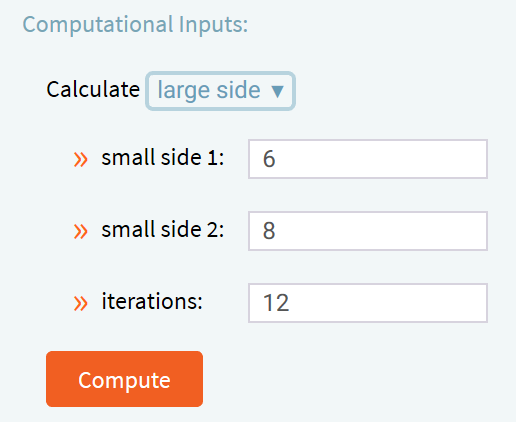 Computational Inputs:
Calculate large side ▼
» small side 1: 6
» small side 2: 8
» iterations: 12
Compute